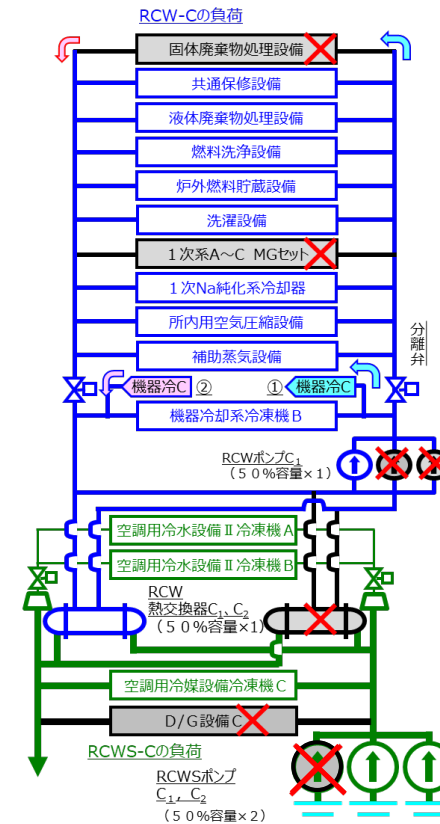 RCW-Cの負荷
固体廃棄物処理設備
共通保修設備
液体廃棄物処理設備
燃料洗浄設備
炉外燃料貯蔵設備
洗濯設備
1次系A～C MGセット
1次Na純化系冷却器
所内用空気圧縮設備
補助蒸気設備
分離弁
機器冷C ② ① 機器冷C
機器冷却系冷凍機B
RCWポンプC₁
（５０％容量×１）
空調用冷水設備Ⅱ冷凍機A
空調用冷水設備Ⅱ冷凍機B
RCW
熱交換器C₁、C₂
（５０％容量×1）
空調用冷媒設備冷凍機C
D/G設備C
RCWS-Cの負荷
RCWSポンプ
C₁，C₂
（５０％容量×２）